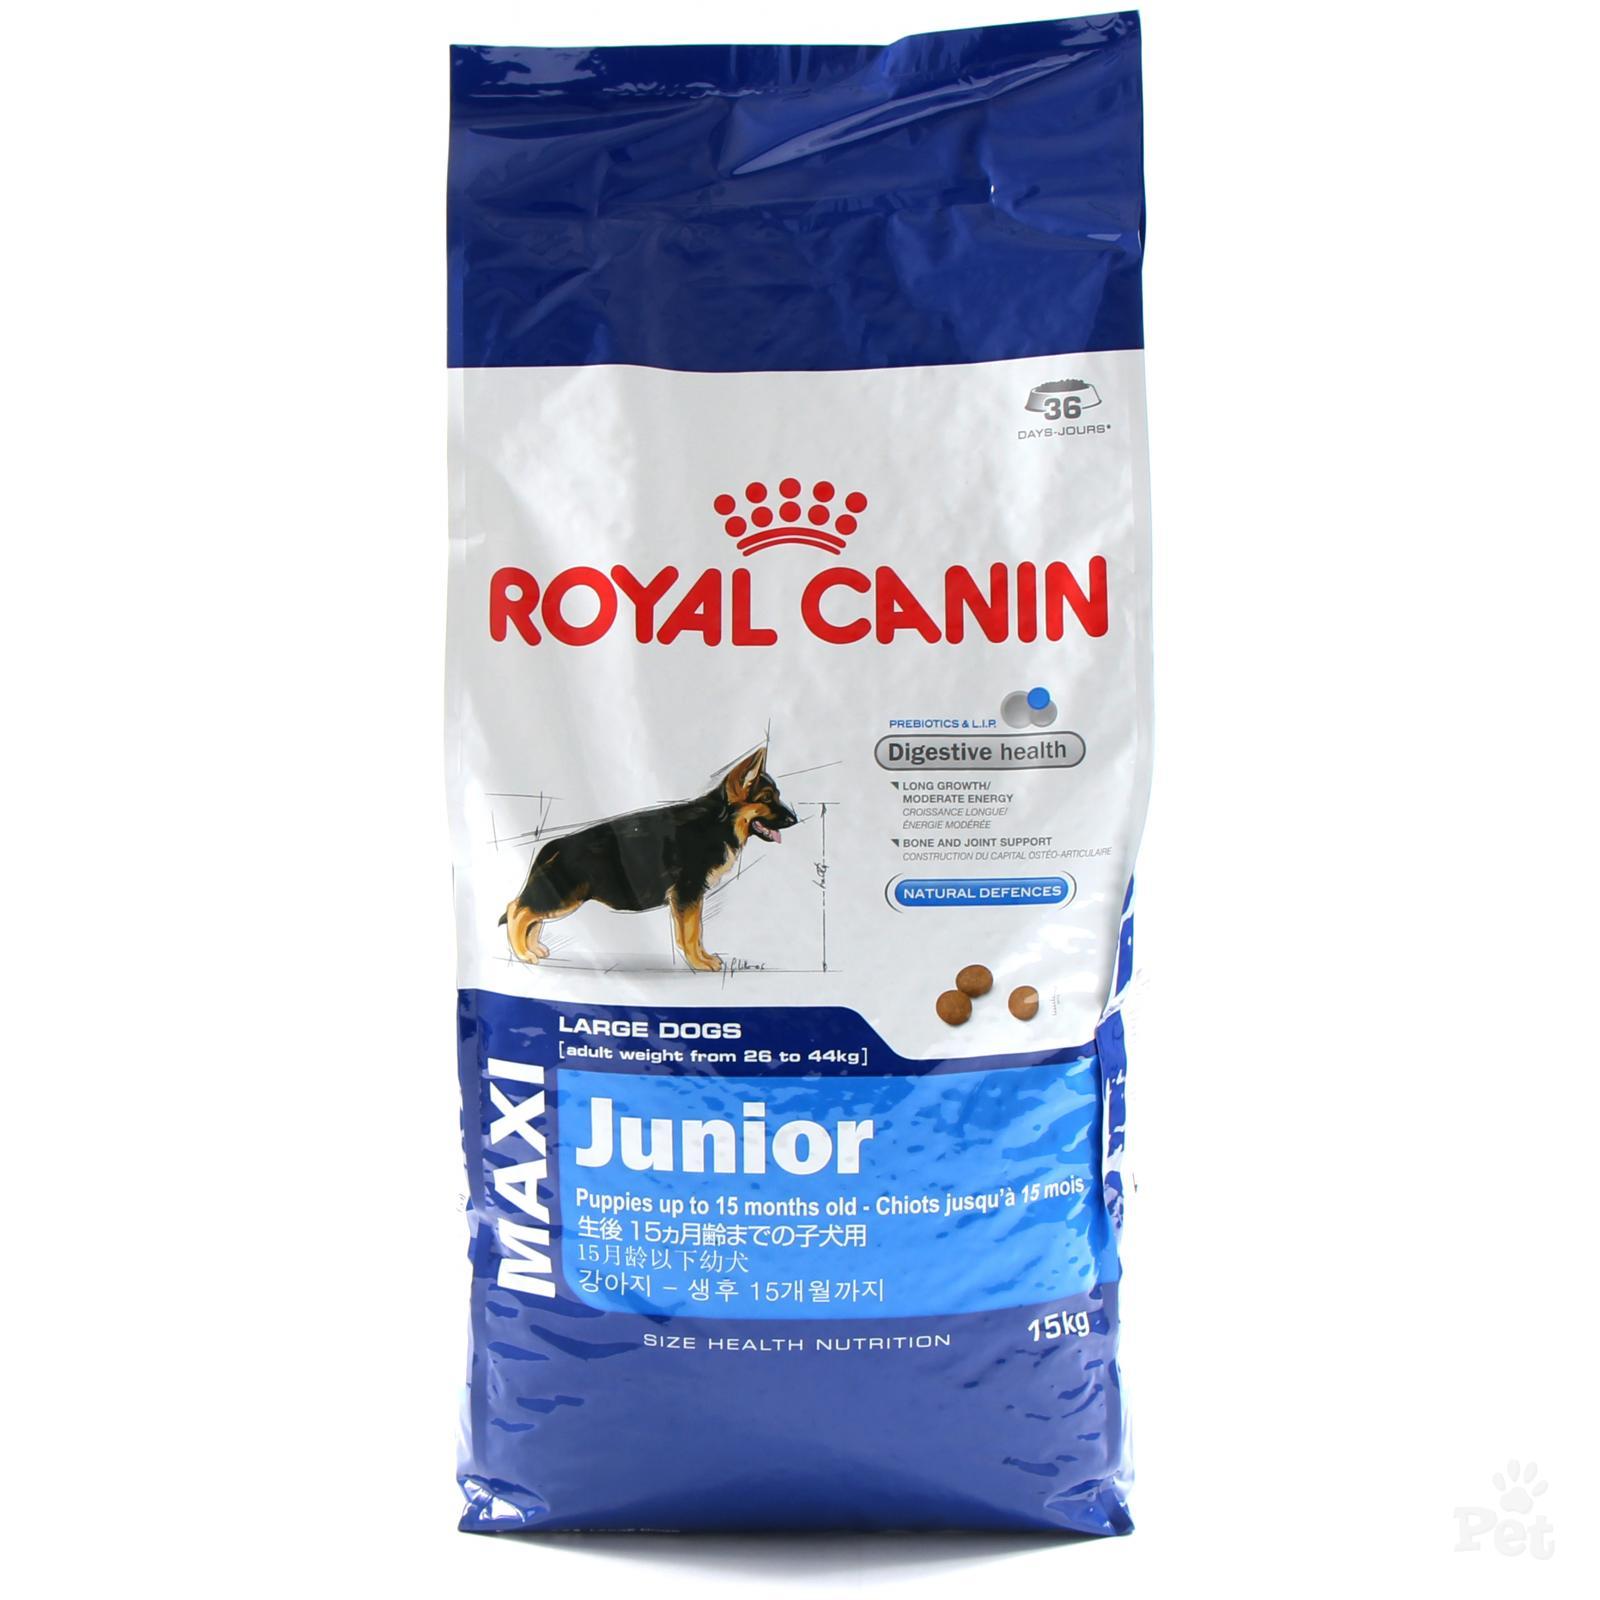 36
DAYS-JOURS*
ROYAL CANIN
PREBIOTICS & L.I.P.
Digestive health
LONG GROWTH/
MODERATE ENERGY
CROISSANCE LONGUE/
ÉNERGIE MODÉRÉE
BONE AND JOINT SUPPORT
CONSTRUCTION DU CAPITAL OSTÉO-ARTICULAIRE
NATURAL DEFENCES
LARGE DOGS
[adult weight from 26 to 44kg]
MAXI
Junior
Puppies up to 15 months old - Chiots jusqu'à 15 mois
生後 15ヵ月齢までの子犬用
15月龄以下幼犬
강아지 – 생후 15개월까지
15kg
SIZE HEALTH NUTRITION
Pet